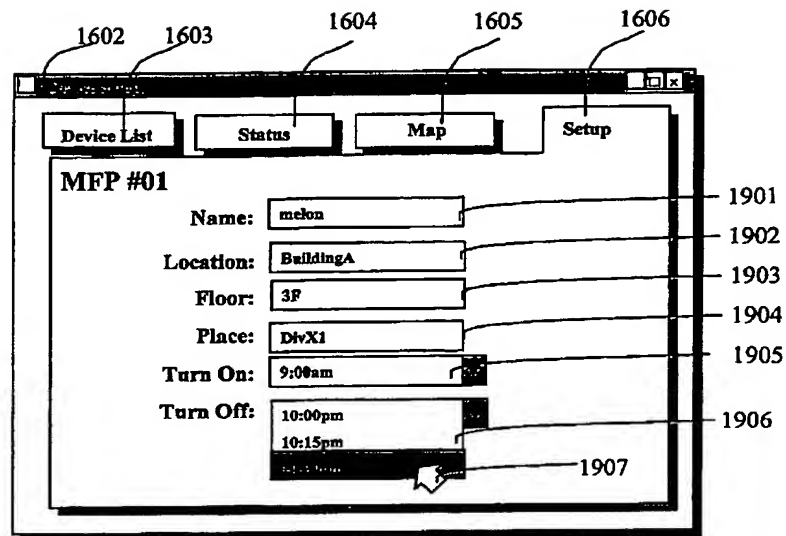 1602 1603 1604 1605 1606
Device List Status Map Setup
MFP #01
Name: melon 1901
Location: BuildingA 1902
Floor: 3F 1903
Place: DivX1 1904
Turn On: 9:00am 1905
Turn Off: 10:00pm 1906
10:15pm
1907